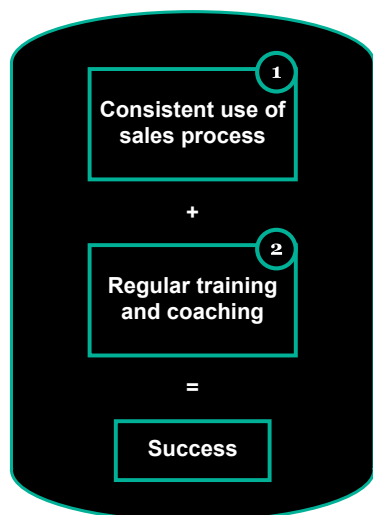 1
Consistent use of
sales process
+
2
Regular training
and coaching
=
Success